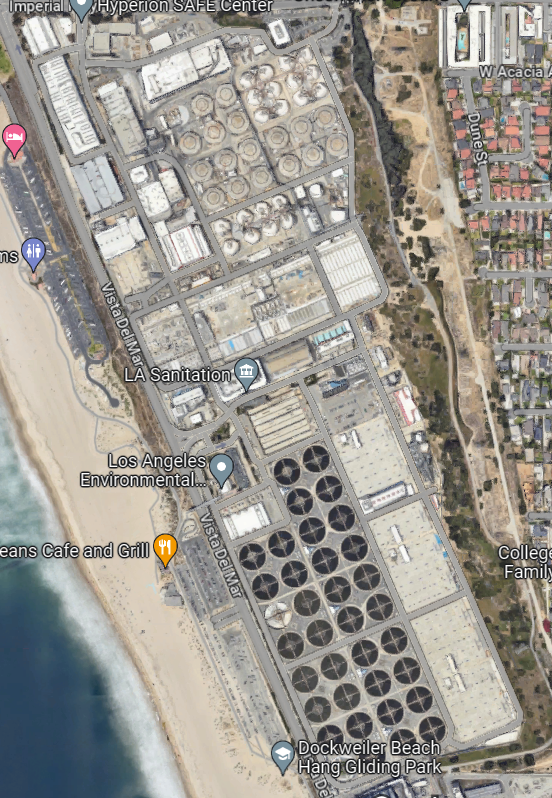 Imperial
Hyperion SAFE Center
W Acacia A
Dune St
ms
Vista Del Mar
LA Sanitation
Los Angeles
Environmental...
Vista Del Mar
eans Cafe and Grill
College
Family
Dockweiler Beach
Hang Gliding Park
Del